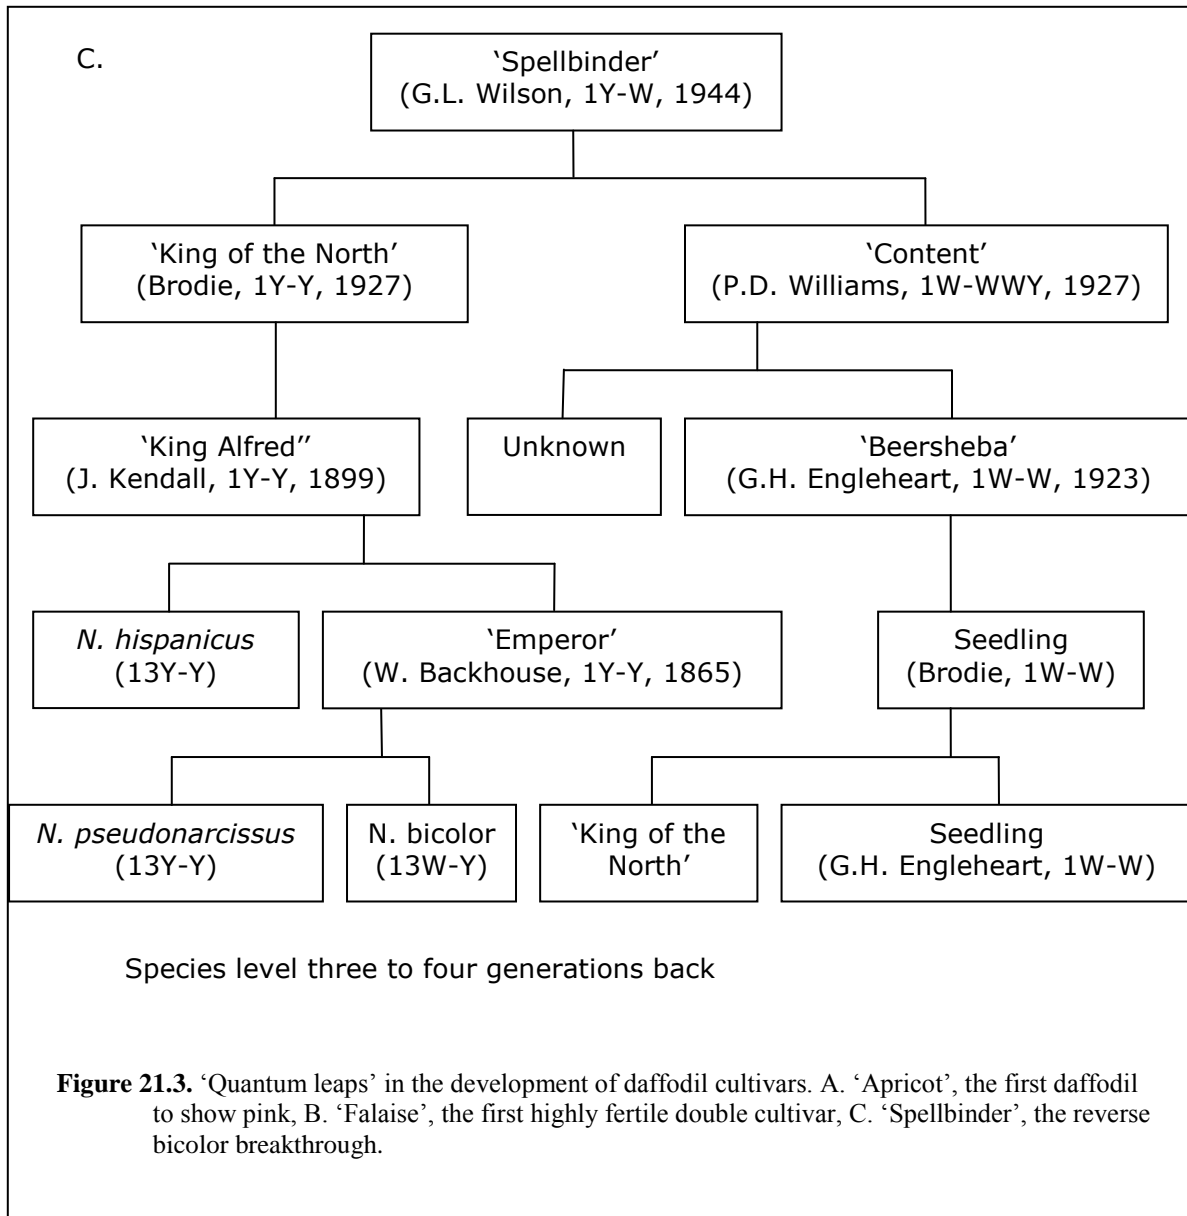 C.
‘Spellbinder’
(G.L. Wilson, 1Y-W, 1944)
‘King of the North’
(Brodie, 1Y-Y, 1927)
‘Content’
(P.D. Williams, 1W-WWY, 1927)
‘King Alfred’’
(J. Kendall, 1Y-Y, 1899)
Unknown
‘Beersheba’
(G.H. Engleheart, 1W-W, 1923)
N. hispanicus
(13Y-Y)
‘Emperor’
(W. Backhouse, 1Y-Y, 1865)
Seedling
(Brodie, 1W-W)
N. pseudonarcissus
(13Y-Y)
N. bicolor
(13W-Y)
‘King of the
North’
Seedling
(G.H. Engleheart, 1W-W)
Species level three to four generations back
Figure 21.3. ‘Quantum leaps’ in the development of daffodil cultivars. A. ‘Apricot’, the first daffodil
to show pink, B. ‘Falaise’, the first highly fertile double cultivar, C. ‘Spellbinder’, the reverse
bicolor breakthrough.